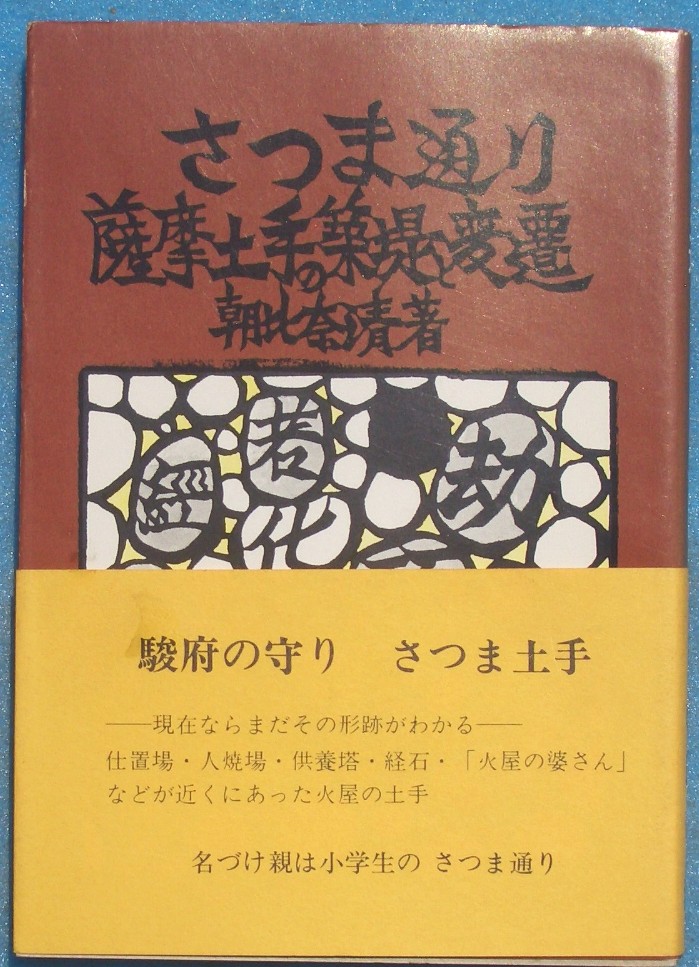 さつま通り
薩摩土手の築堤と変遷
朝比奈清著
経
若
劫
化
駿府の守り さつま土手
――現在ならまだその形跡がわかる――
仕置場・人焼場・供養塔・経石・「火屋の婆さん」
などが近くにあった火屋の土手
名づけ親は小学生の さつま通り